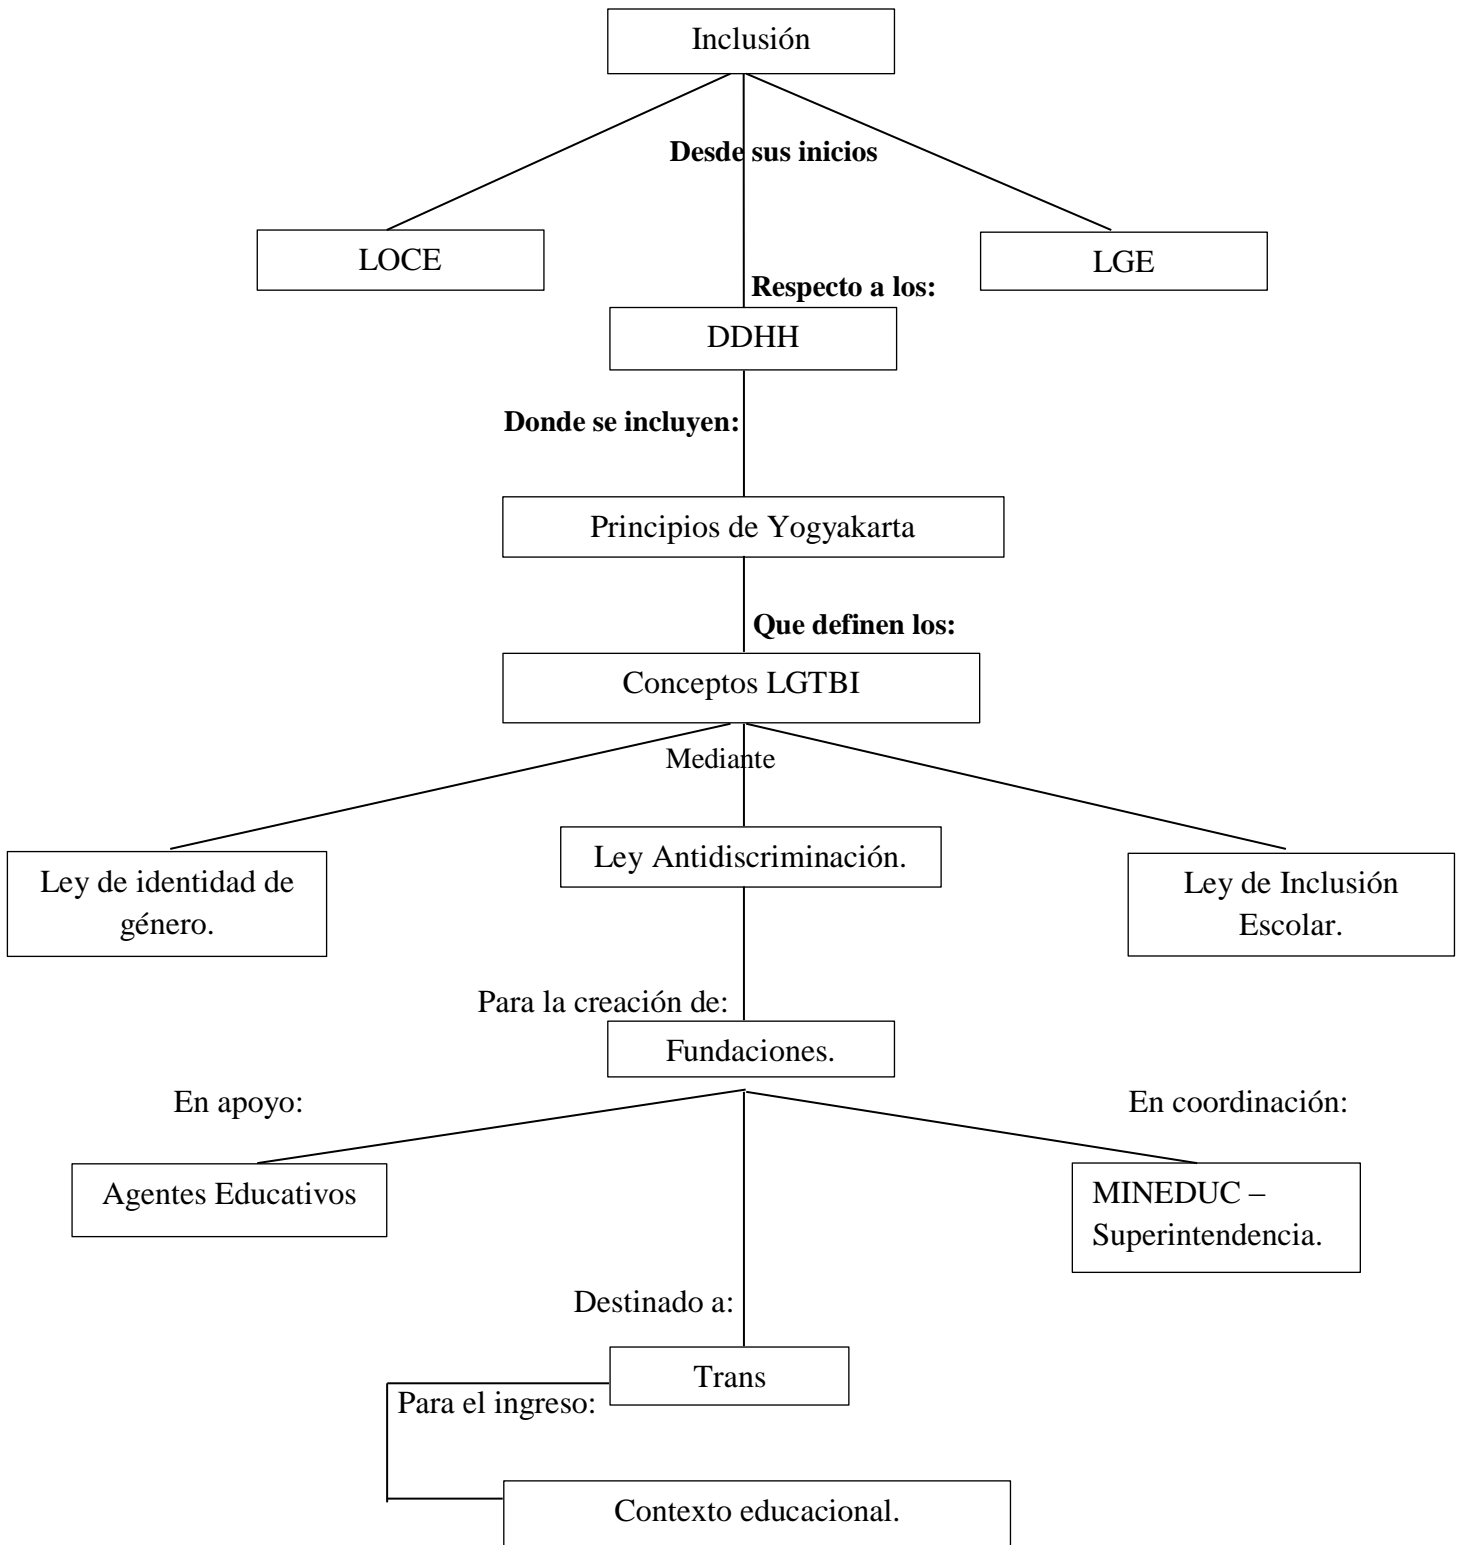 Inclusión
Desde sus inicios
LOCE
LGE
Respecto a los:
DDHH
Donde se incluyen:
Principios de Yogyakarta
Que definen los:
Conceptos LGTBI
Mediante
Ley de identidad de
género.
Ley Antidiscriminación.
Ley de Inclusión
Escolar.
Para la creación de:
Fundaciones.
En apoyo:
En coordinación:
Agentes Educativos
MINEDUC –
Superintendencia.
Destinado a:
Trans
Para el ingreso:
Contexto educacional.